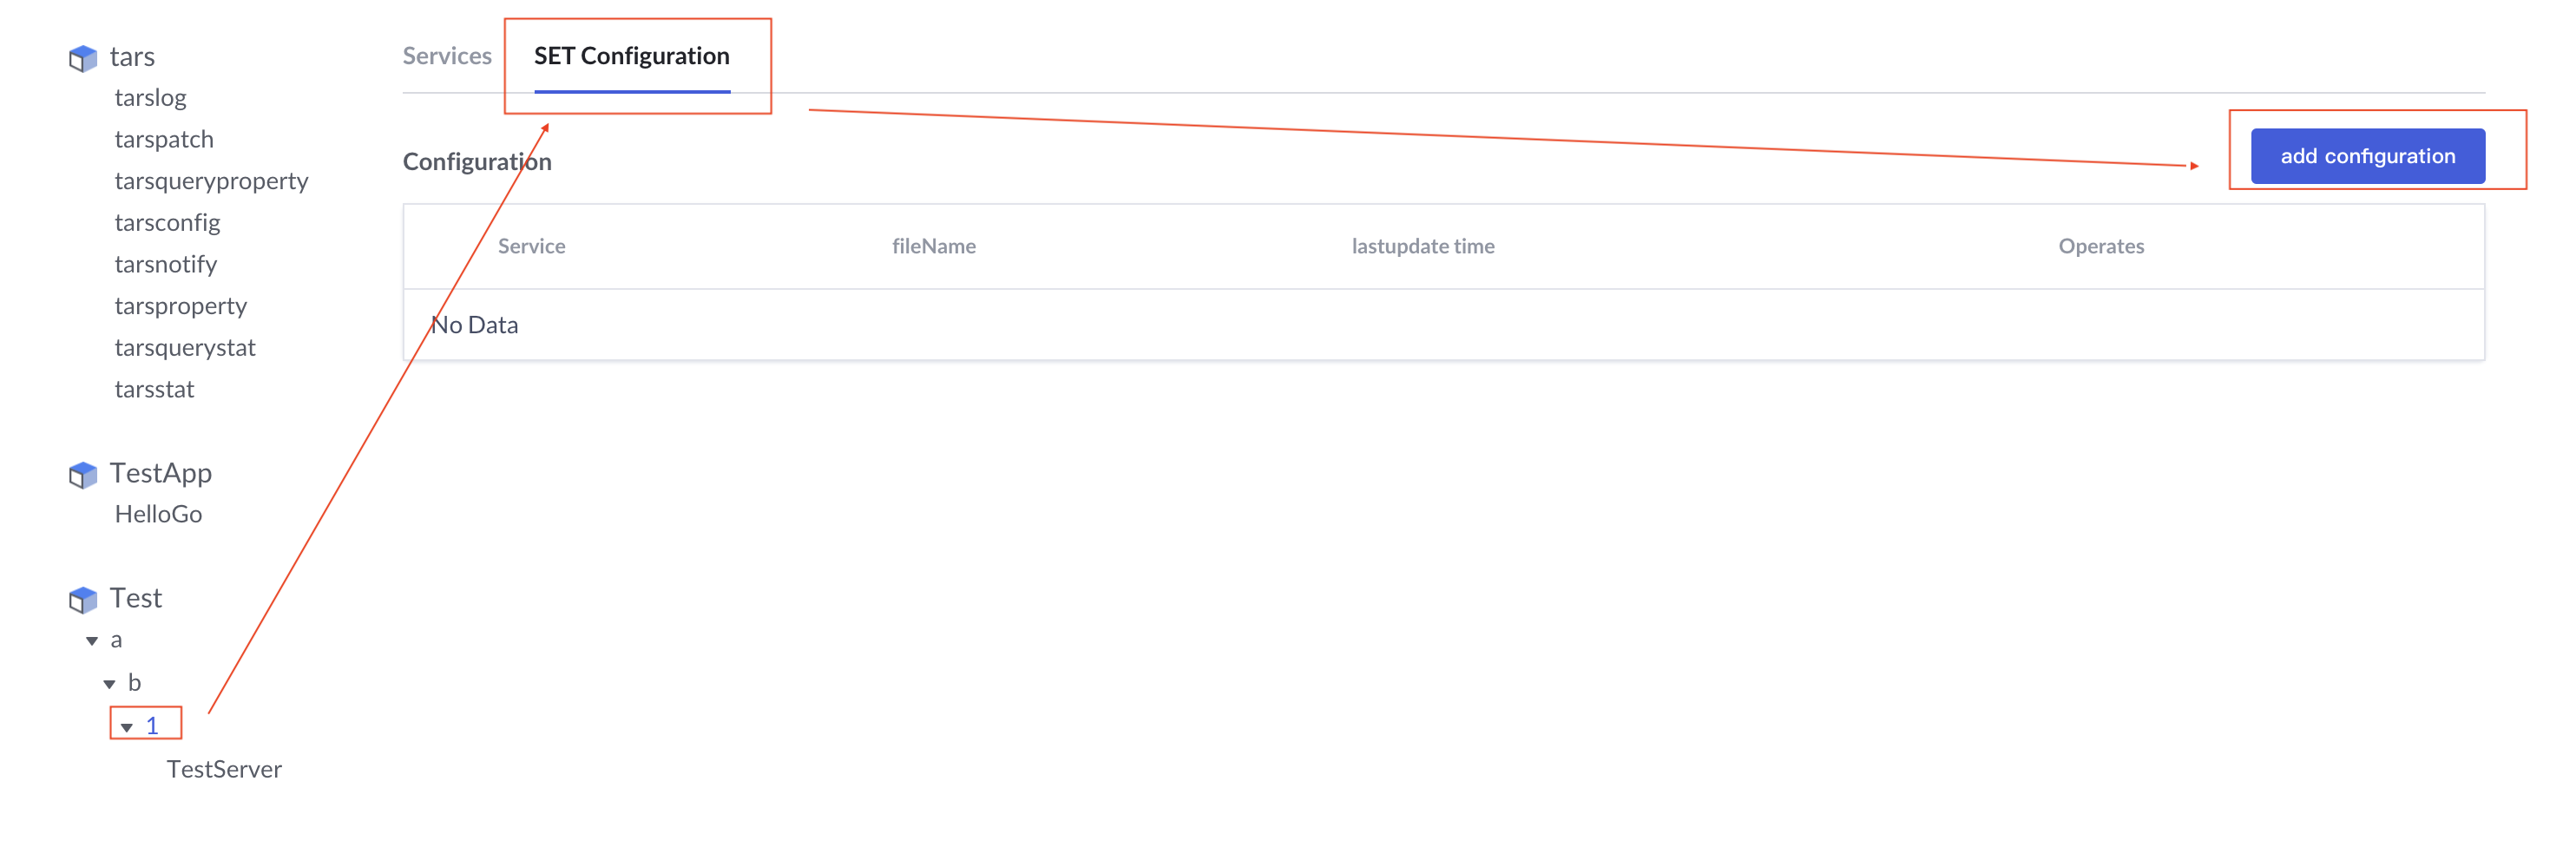 tars
tarslog
tarspatch
tarsqueryproperty
tarsconfig
tarsnotify
tarsproperty
tarsquerystat
tarsstat
TestApp
HelloGo
Test
a
b
1
TestServer
Services SET Configuration
Configuration add configuration
Service fileName lastupdate time Operates
No Data